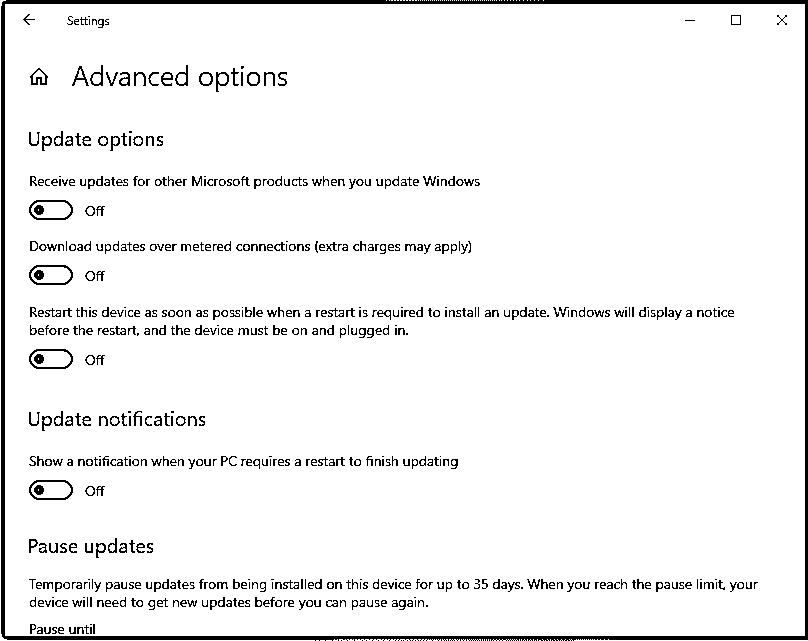 Settings
Advanced options
Update options
Receive updates for other Microsoft products when you update Windows
Off
Download updates over metered connections (extra charges may apply)
Off
Restart this device as soon as possible when a restart is required to install an update. Windows will display a notice
before the restart, and the device must be on and plugged in.
Off
Update notifications
Show a notification when your PC requires a restart to finish updating
Off
Pause updates
Temporarily pause updates from being installed on this device for up to 35 days. When you reach the pause limit, your
device will need to get new updates before you can pause again.
Pause until